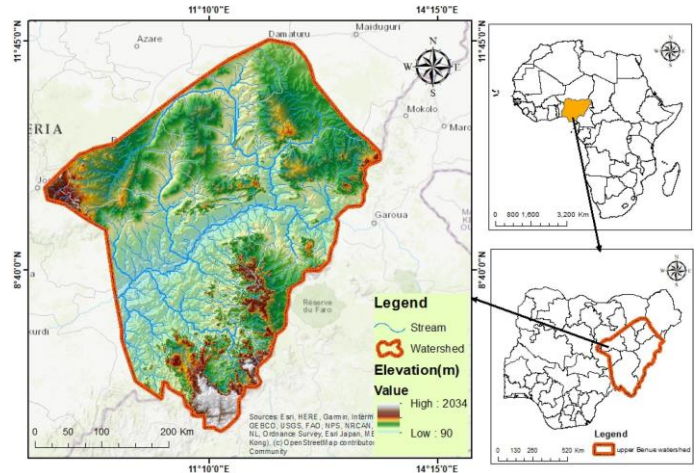 11°10'0"E
14°15'0"E
11°45'0"N
11°45'0"N
Azare
Damaturu
Maiduguri
N
W
E
S
Mokolo
ERIA
Garoua
8°40'0"N
8°40'0"N
Réserve
du Faro
kurdi
Legend
Stream
Watershed
Elevation(m)
Value
High : 2034
Low : 90
Sources: Esri, HERE, Garmin,
GEBCO, USGS, FAO, NPS, NRCAN,
NL, Ordnance Survey, Esri Japan, ME
Kong), (c) OpenStreetMap contributo
Community
0 50 100 200 Km
11°10'0"E
14°15'0"E
0 800 1,600 3,200 Km
0 130 260 520 Km
Legend
upper Benue watershed